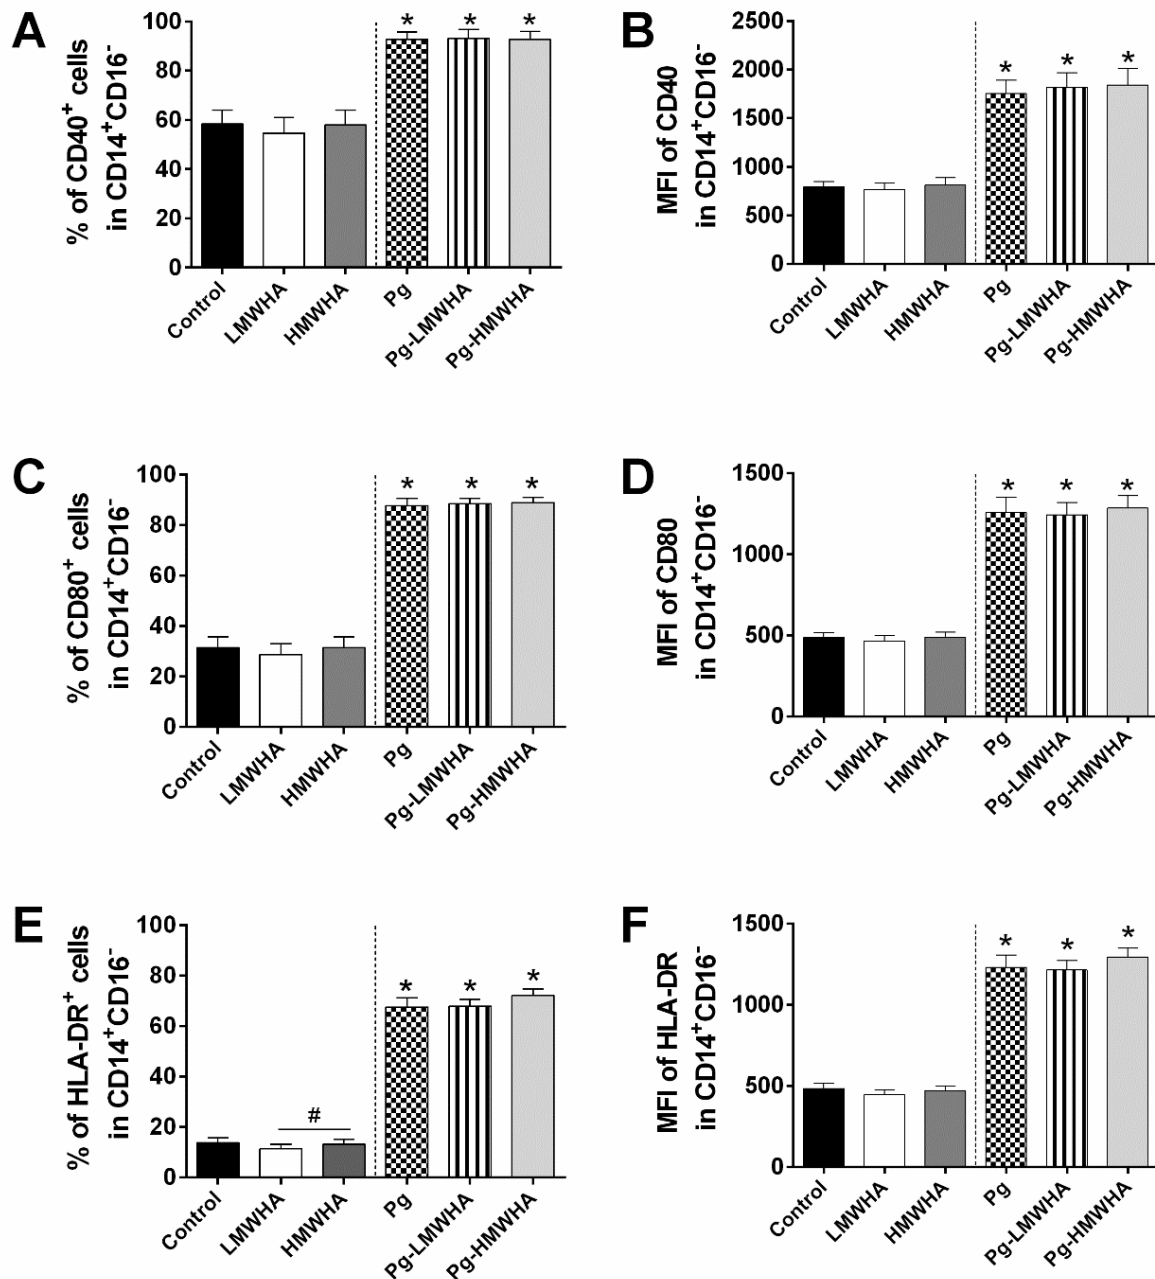 A
% of CD40⁺ cells
in CD14⁺CD16⁻
100
80
60
40
20
0
* * *
Control
LMWHA
HMWHA
Pg
Pg-LMWHA
Pg-HMWHA
B
MFI of CD40
in CD14⁺CD16⁻
2500
2000
1500
1000
500
0
* * *
Control
LMWHA
HMWHA
Pg
Pg-LMWHA
Pg-HMWHA
C
% of CD80⁺ cells
in CD14⁺CD16⁻
100
80
60
40
20
0
* * *
Control
LMWHA
HMWHA
Pg
Pg-LMWHA
Pg-HMWHA
D
MFI of CD80
in CD14⁺CD16⁻
1500
1000
500
0
* * *
Control
LMWHA
HMWHA
Pg
Pg-LMWHA
Pg-HMWHA
E
% of HLA-DR⁺ cells
in CD14⁺CD16⁻
100
80
60
40
20
0
#
* * *
Control
LMWHA
HMWHA
Pg
Pg-LMWHA
Pg-HMWHA
F
MFI of HLA-DR
in CD14⁺CD16⁻
1500
1000
500
0
* * *
Control
LMWHA
HMWHA
Pg
Pg-LMWHA
Pg-HMWHA